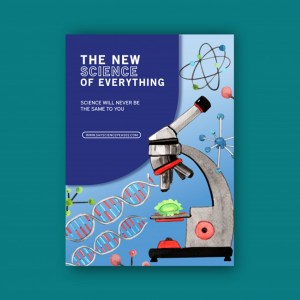 THE NEW
SCIENCE
OF EVERYTHING
SCIENCE WILL NEVER BE
THE SAME TO YOU